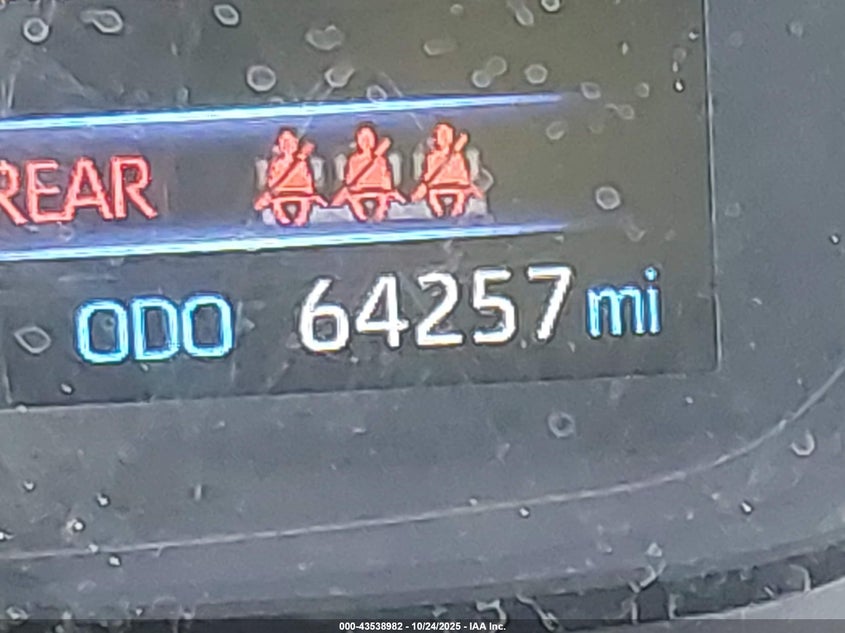 REAR
ODO 64257 mi
000-43538982 - 10/24/2025 - IAA Inc.